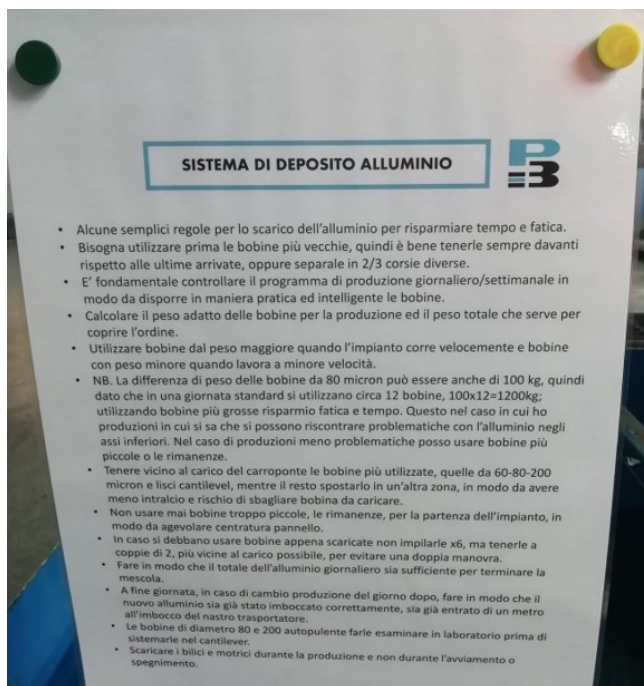 SISTEMA DI DEPOSITO ALLUMINIO
PB
• Alcune semplici regole per lo scarico dell'alluminio per risparmiare tempo e fatica.
• Bisogna utilizzare prima le bobine più vecchie, quindi è bene tenerle sempre davanti
rispetto alle ultime arrivate, oppure separale in 2/3 corsie diverse.
• E' fondamentale controllare il programma di produzione giornaliero/settimanale in
modo da disporre in maniera pratica ed intelligente le bobine.
• Calcolare il peso adatto delle bobine per la produzione ed il peso totale che serve per
coprire l'ordine.
• Utilizzare bobine dal peso maggiore quando l'impianto corre velocemente e bobine
con peso minore quando lavora a minore velocità.
• NB. La differenza di peso delle bobine da 80 micron può essere anche di 100 kg, quindi
dato che in una giornata standard si utilizzano circa 12 bobine, 100x12=1200kg;
utilizzando bobine più grosse risparmio fatica e tempo. Questo nel caso in cui ho
produzioni in cui si sa che si possono riscontrare problematiche con l'alluminio negli
assi inferiori. Nel caso di produzioni meno problematiche posso usare bobine più
piccole o le rimanenze.
• Tenere vicino al carico del carroponte le bobine più utilizzate, quelle da 60-80-200
micron e lisci cantilevel, mentre il resto spostarlo in un'altra zona, in modo da avere
meno intralcio e rischio di sbagliare bobina da caricare.
• Non usare mai bobine troppo piccole, le rimanenze, per la partenza dell'impianto, in
modo da agevolare centratura pannello.
• In caso si debbano usare bobine appena scaricate non impilarle x6, ma tenerle a
coppie di 2, più vicine al carico possibile, per evitare una doppia manovra.
• Fare in modo che il totale dell'alluminio giornaliero sia sufficiente per terminare la
mescola.
• A fine giornata, in caso di cambio produzione del giorno dopo, fare in modo che il
nuovo alluminio sia già stato imboccato correttamente, sia già entrato di un metro
all'imbocco del nastro trasportatore.
• Le bobine di diametro 80 e 200 autopulente farle esaminare in laboratorio prima di
sistemarle nel cantilever.
• Scaricare i bilici e motrici durante la produzione e non durante l'avviamento o
spegnimento.